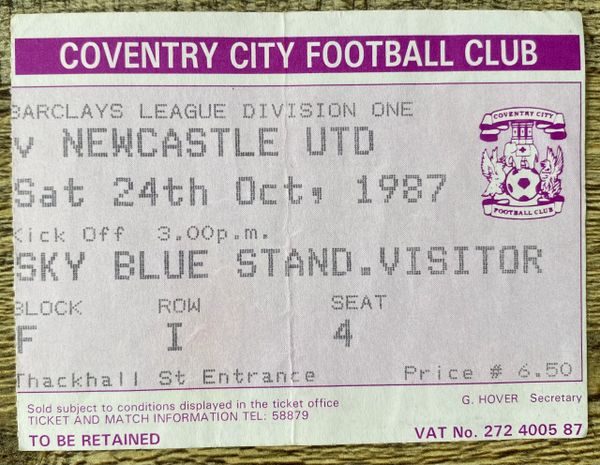 COVENTRY CITY FOOTBALL CLUB
BARCLAYS LEAGUE DIVISION ONE
V NEWCASTLE UTD
Sat 24th Oct, 1987
Kick Off 3.00p.m.
SKY BLUE STAND.VISITOR
BLOCK ROW SEAT
F I 4
Thackhall St Entrance Price # 6.50
COVENTRY CITY
FOOTBALL CLUB
Sold subject to conditions displayed in the ticket office
TICKET AND MATCH INFORMATION TEL: 58879
G. HOVER Secretary
TO BE RETAINED
VAT No. 272 4005 87